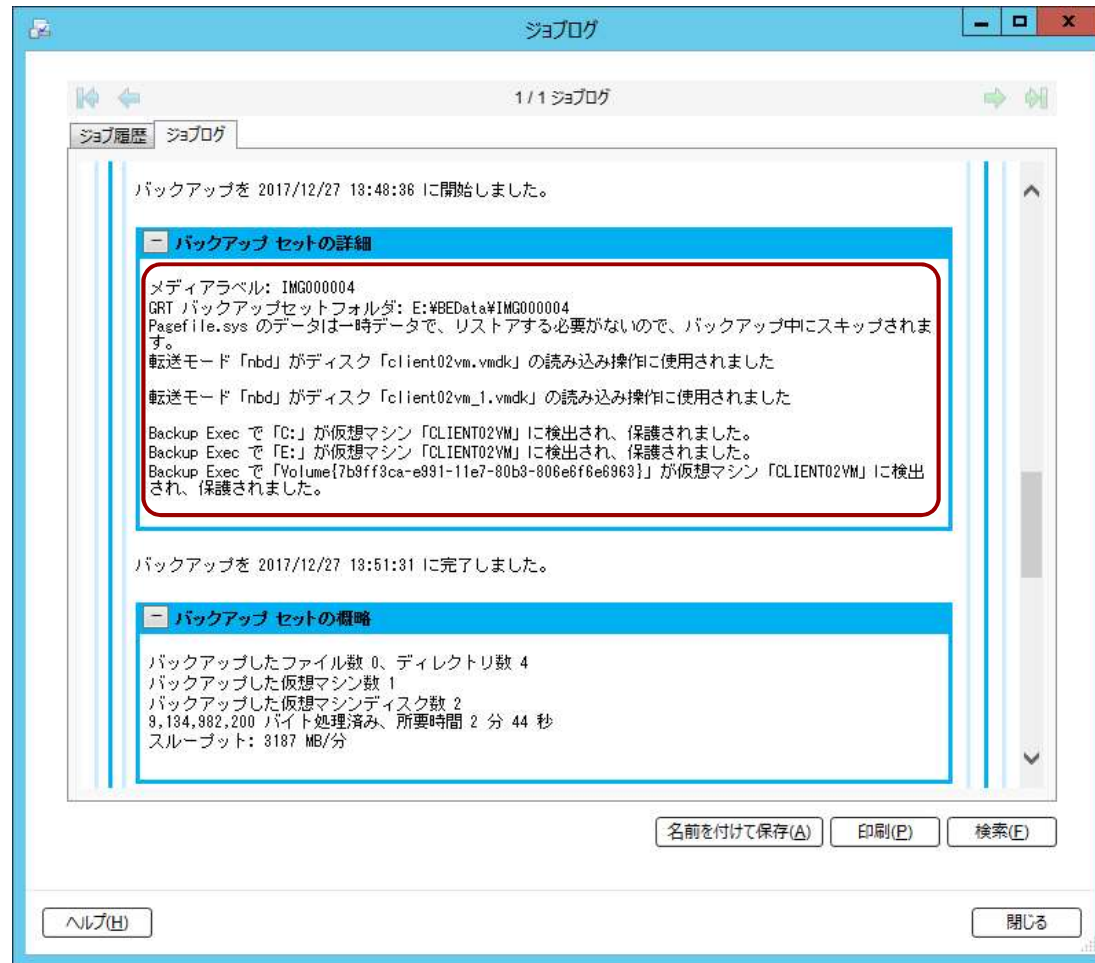 ジョブログ
1 / 1 ジョブログ
ジョブ履歴 ジョブログ
バックアップを 2017/12/27 13:48:36 に開始しました。
バックアップ セットの詳細
メディアラベル: IMG000004
GRT バックアップセットフォルダ: E:¥BEData¥IMG000004
Pagefile.sys のデータは一時データで、リストアする必要がないので、バックアップ中にスキップされま
す。
転送モード「nbd」がディスク「client02vm.vmdk」の読み込み操作に使用されました
転送モード「nbd」がディスク「client02vm_1.vmdk」の読み込み操作に使用されました
Backup Exec で「C:」が仮想マシン「CLIENT02VM」に検出され、保護されました。
Backup Exec で「E:」が仮想マシン「CLIENT02VM」に検出され、保護されました。
Backup Exec で「Volume{7b9ff3ca-e991-11e7-80b3-806e6f6e6963}」が仮想マシン「CLIENT02VM」に検出
され、保護されました。
バックアップを 2017/12/27 13:51:31 に完了しました。
バックアップ セットの概略
バックアップしたファイル数 0、ディレクトリ数 4
バックアップした仮想マシン数 1
バックアップした仮想マシンディスク数 2
9,134,982,200 バイト処理済み、所要時間 2 分 44 秒
スループット: 3187 MB/分
名前を付けて保存(A) 印刷(P) 検索(F)
ヘルプ(H) 閉じる